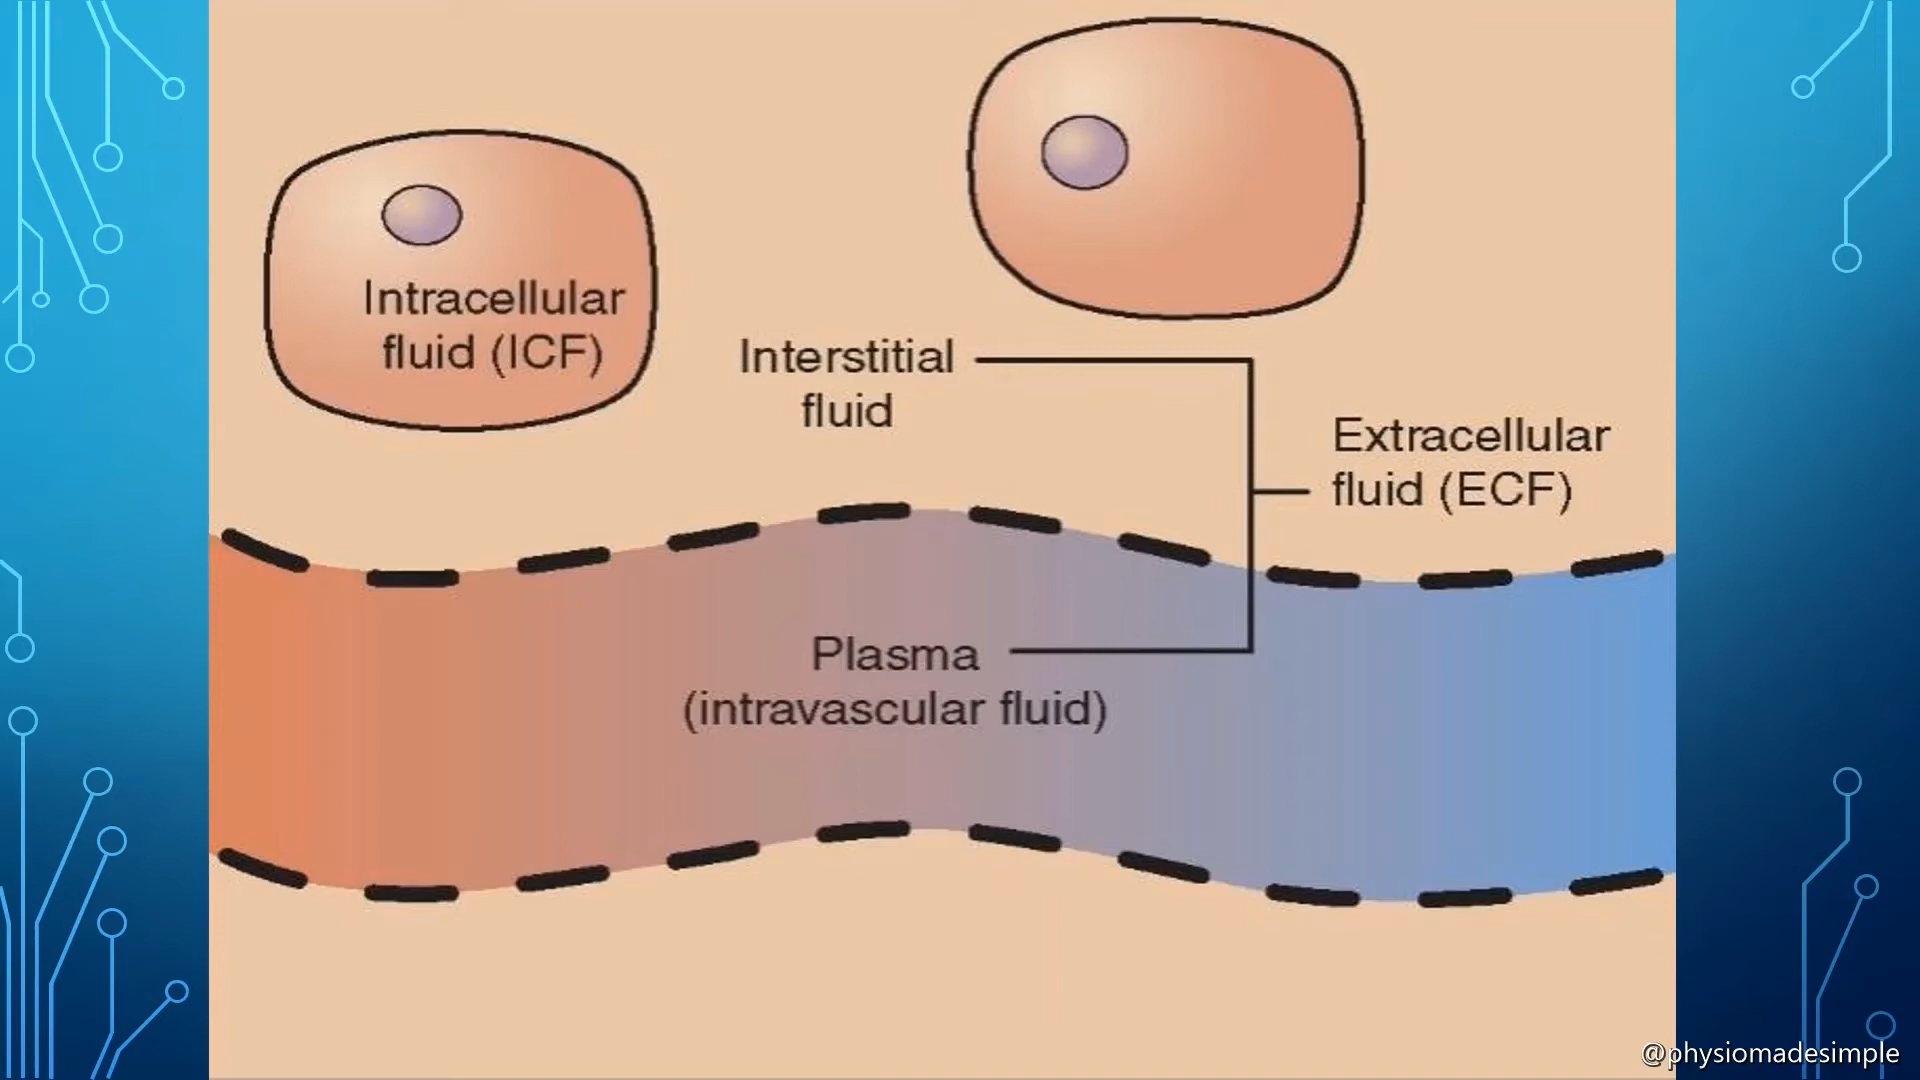 Intracellular
fluid (ICF)
Interstitial
fluid
Extracellular
fluid (ECF)
Plasma
(intravascular fluid)
@physiomadesimple